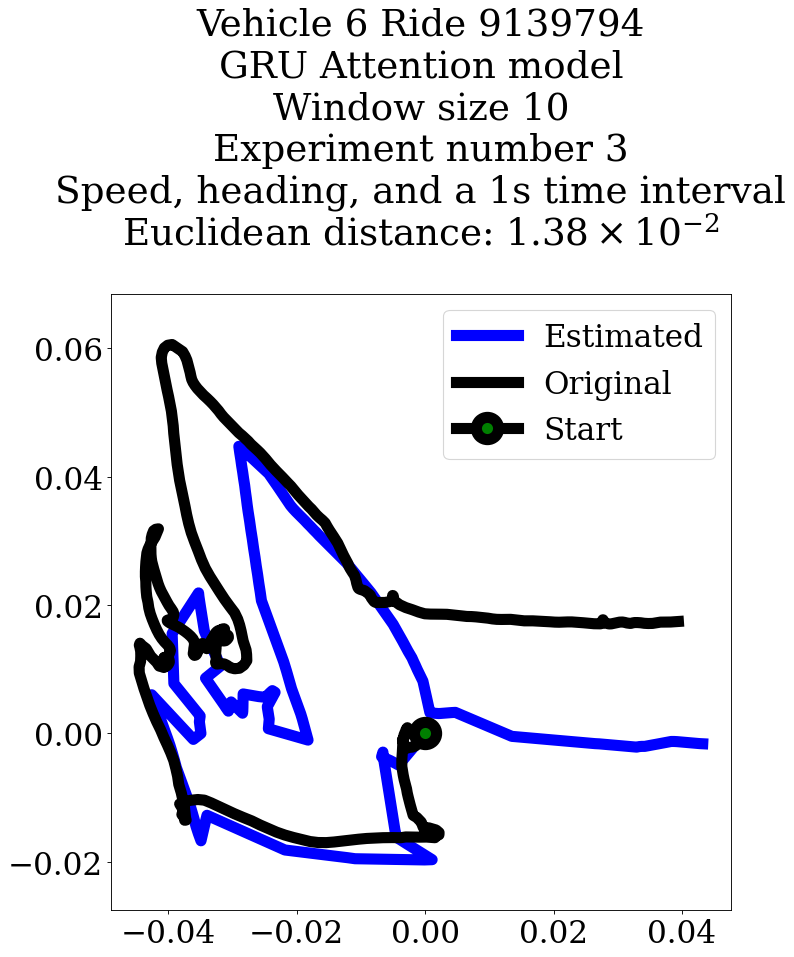 Vehicle 6 Ride 9139794
GRU Attention model
Window size 10
Experiment number 3
Speed, heading, and a 1s time interval
Euclidean distance: 1.38 × 10⁻²
Estimated
Original
Start
0.06
0.04
0.02
0.00
−0.02
−0.04
−0.02
0.00
0.02
0.04